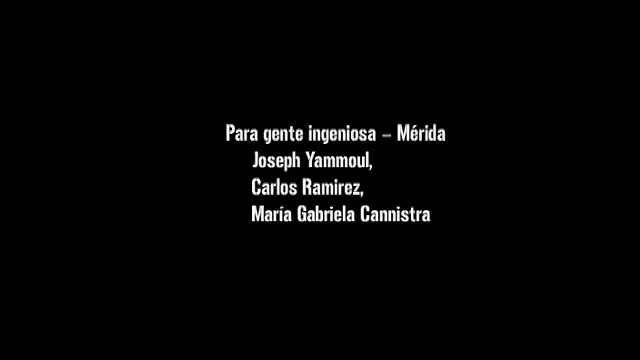 Para gente ingeniosa – Mérida
Joseph Yammoul,
Carlos Ramirez,
María Gabriela Cannistra